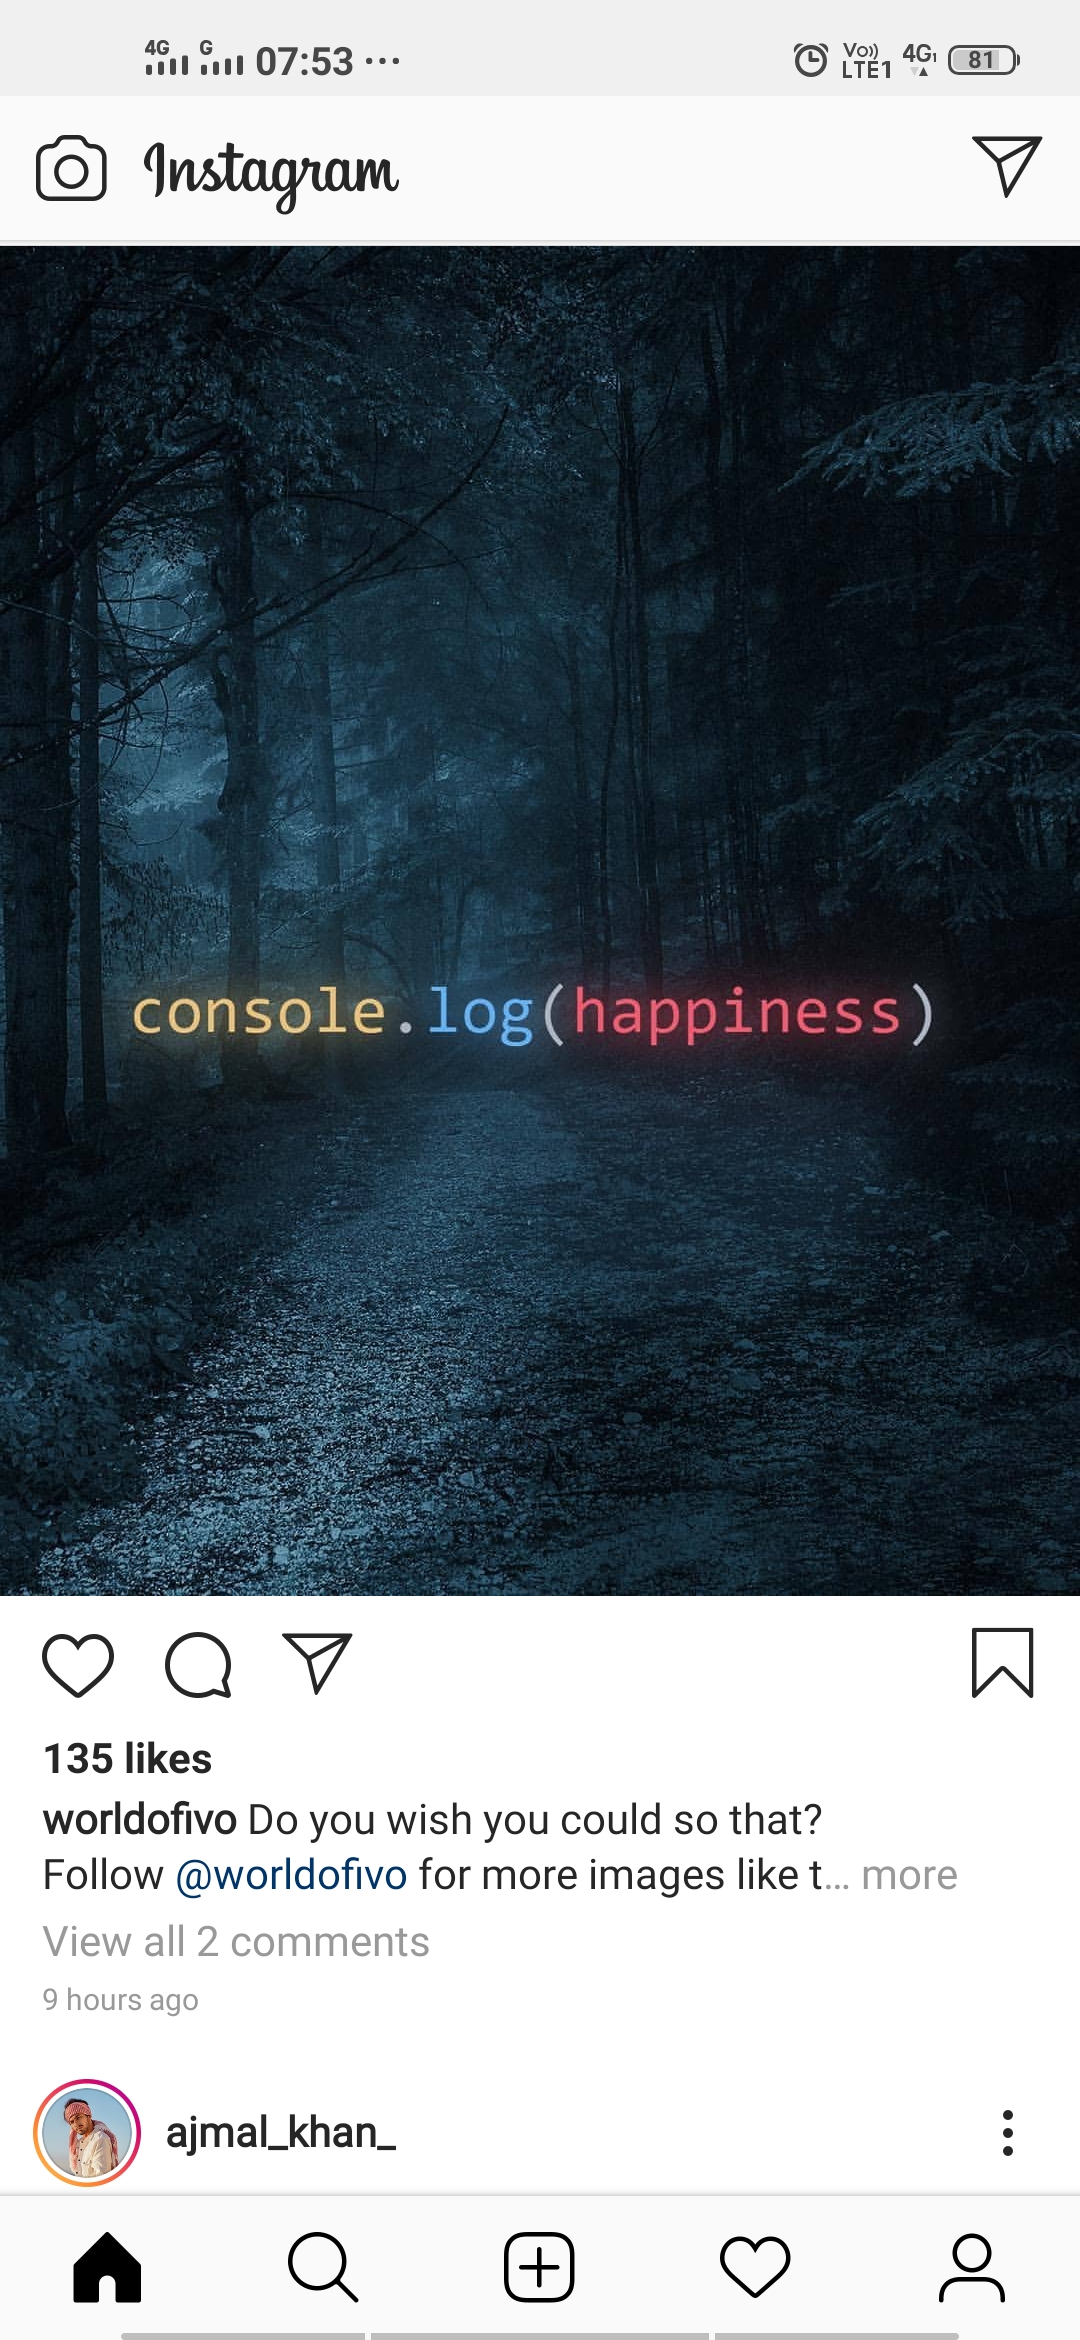 4G G 07:53 ... Vo)) LTE1 4G1 81
Instagram
console.log(happiness)
135 likes
worldofivo Do you wish you could so that?
Follow @worldofivo for more images like t... more
View all 2 comments
9 hours ago
ajmal_khan_